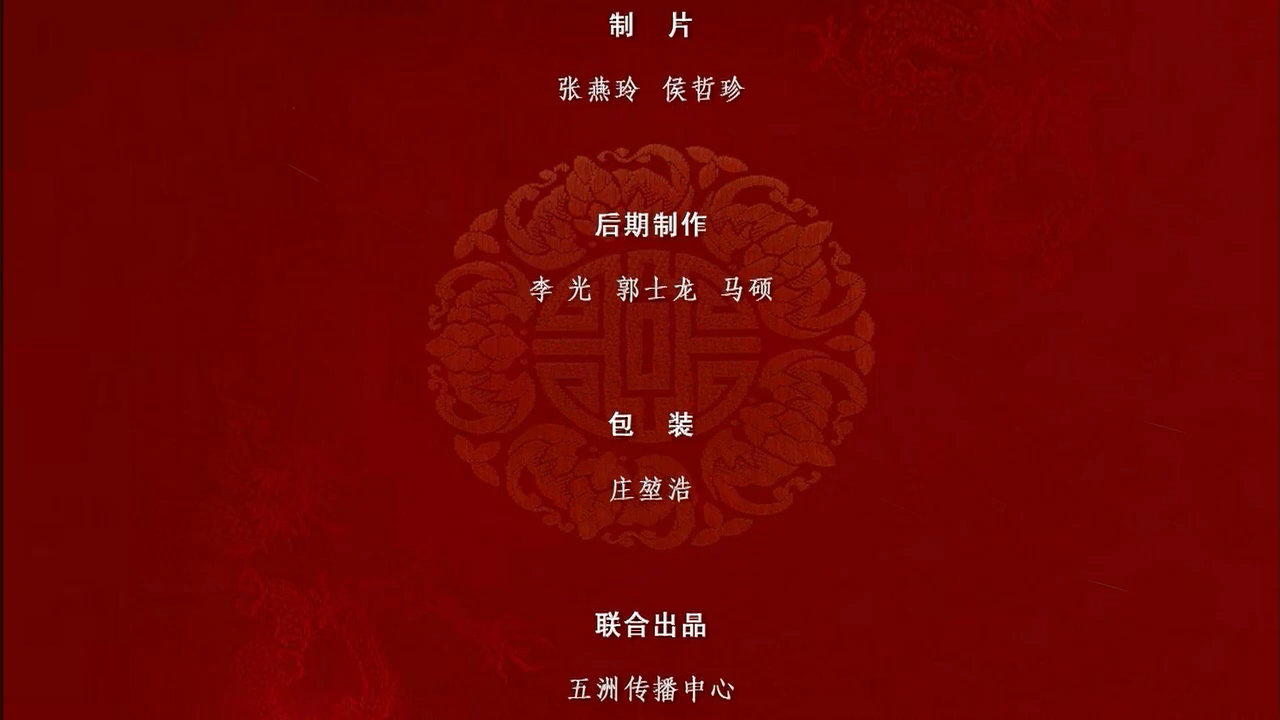 制 片
张燕玲 侯哲珍
后期制作
李 光 郭士龙 马硕
包 装
庄堃浩
联合出品
五洲传播中心